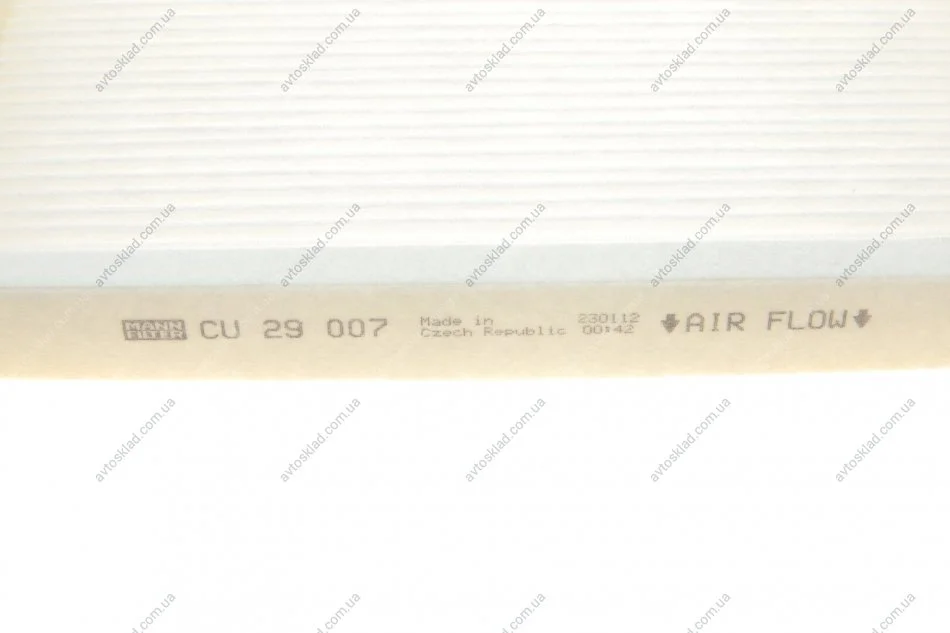 MANN FILTER CU 29 007 Made in Czech Republic 230112 00:42 AIR FLOW
avtosklad.com.ua